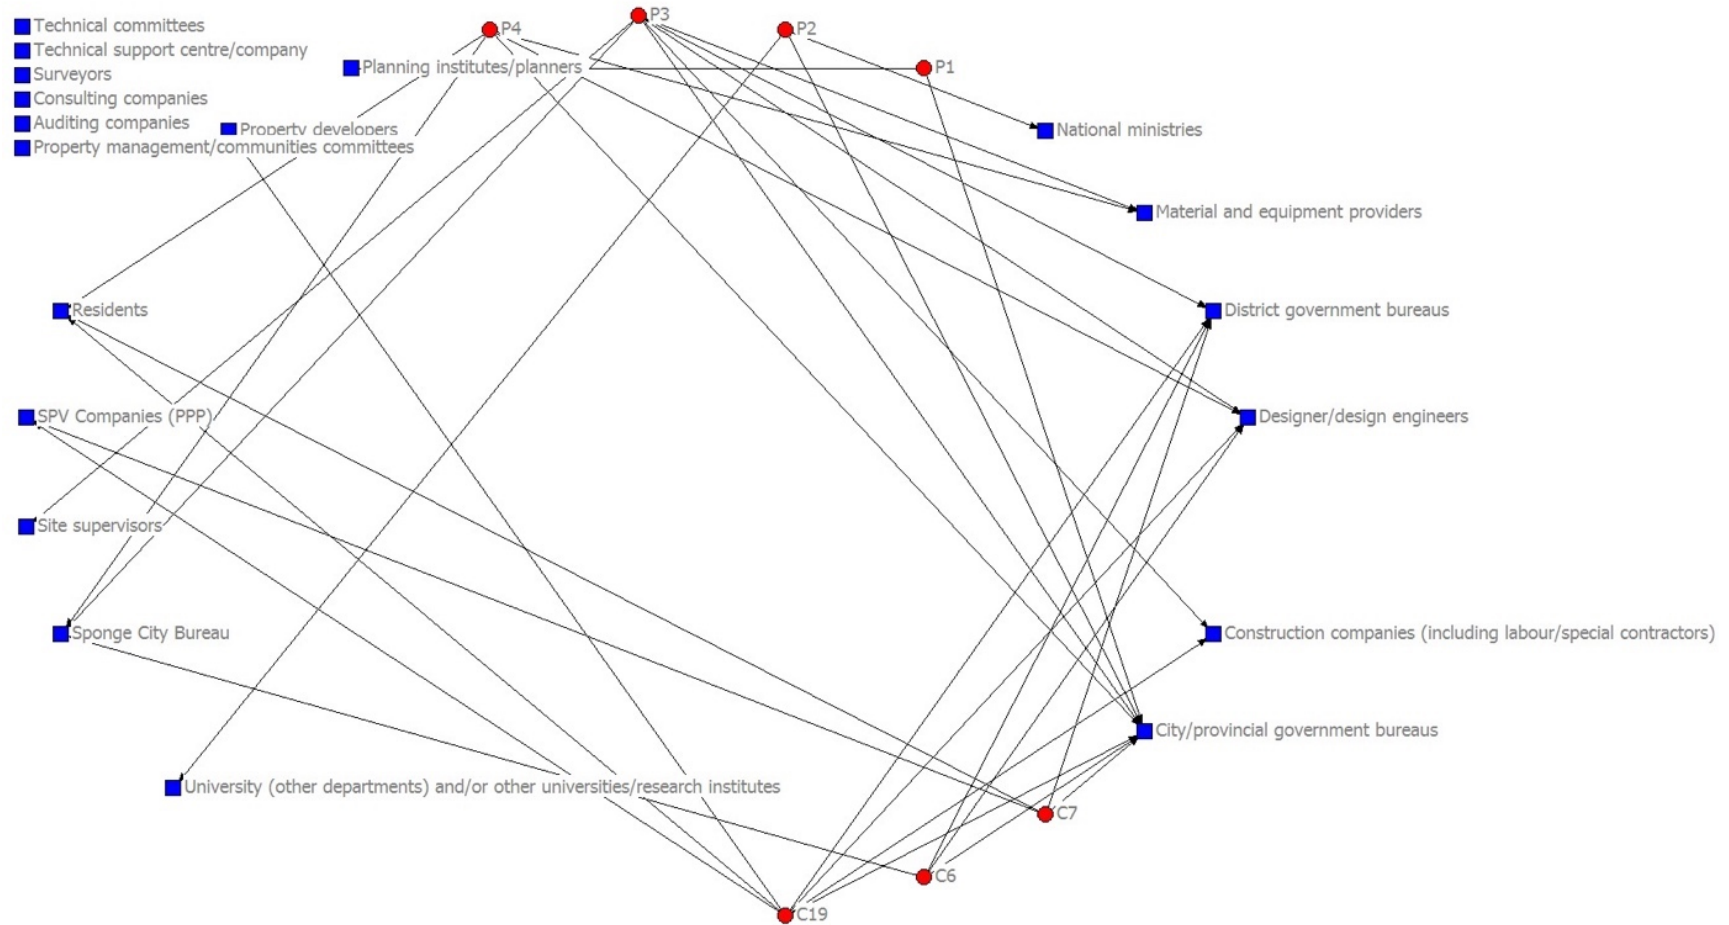 Technical committees
Technical support centre/company
Surveyors
Consulting companies
Auditing companies
Property management/communities committees
P4
P3
P2
P1
Planning institutes/planners
Property developers
National ministries
Material and equipment providers
Residents
District government bureaus
SPV Companies (PPP)
Designer/design engineers
Site supervisors
Sponge City Bureau
Construction companies (including labour/special contractors)
City/provincial government bureaus
University (other departments) and/or other universities/research institutes
C7
C6
C19